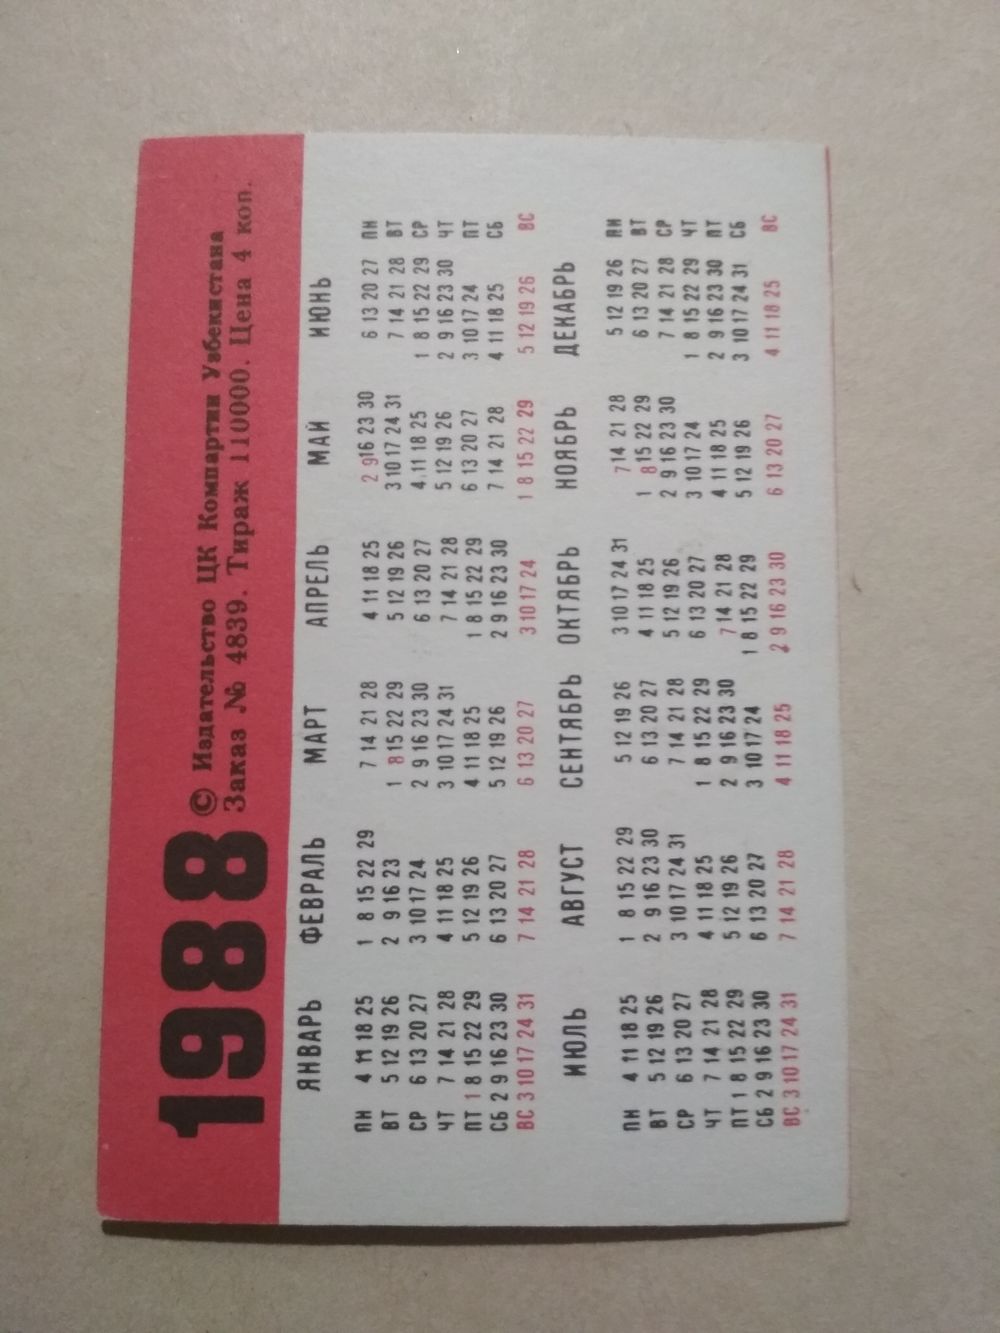 1988
© Издательство ЦК Компартии Узбекистана
Заказ № 4839. Тираж 110000. Цена 4 коп.
ЯНВАРЬ ФЕВРАЛЬ МАРТ АПРЕЛЬ МАЙ ИЮНЬ
ПН 4 11 18 25 1 8 15 22 29 7 14 21 28 4 11 18 25 2 9 16 23 30 6 13 20 27 ПН
ВТ 5 12 19 26 2 9 16 23 1 8 15 22 29 5 12 19 26 3 10 17 24 31 7 14 21 28 ВТ
СР 6 13 20 27 3 10 17 24 2 9 16 23 30 6 13 20 27 4 11 18 25 1 8 15 22 29 СР
ЧТ 7 14 21 28 4 11 18 25 3 10 17 24 31 7 14 21 28 5 12 19 26 2 9 16 23 30 ЧТ
ПТ 1 8 15 22 29 5 12 19 26 4 11 18 25 1 8 15 22 29 6 13 20 27 3 10 17 24 ПТ
СБ 2 9 16 23 30 6 13 20 27 5 12 19 26 2 9 16 23 30 7 14 21 28 4 11 18 25 СБ
ВС 3 10 17 24 31 7 14 21 28 6 13 20 27 3 10 17 24 1 8 15 22 29 5 12 19 26 ВС
ИЮЛЬ АВГУСТ СЕНТЯБРЬ ОКТЯБРЬ НОЯБРЬ ДЕКАБРЬ
ПН 4 11 18 25 1 8 15 22 29 5 12 19 26 3 10 17 24 31 7 14 21 28 5 12 19 26 ПН
ВТ 5 12 19 26 2 9 16 23 30 6 13 20 27 4 11 18 25 1 8 15 22 29 6 13 20 27 ВТ
СР 6 13 20 27 3 10 17 24 31 7 14 21 28 5 12 19 26 2 9 16 23 30 7 14 21 28 СР
ЧТ 7 14 21 28 4 11 18 25 1 8 15 22 29 6 13 20 27 3 10 17 24 1 8 15 22 29 ЧТ
ПТ 1 8 15 22 29 5 12 19 26 2 9 16 23 30 7 14 21 28 4 11 18 25 2 9 16 23 30 ПТ
СБ 2 9 16 23 30 6 13 20 27 3 10 17 24 1 8 15 22 29 5 12 19 26 3 10 17 24 31 СБ
ВС 3 10 17 24 31 7 14 21 28 4 11 18 25 2 9 16 23 30 6 13 20 27 4 11 18 25 ВС